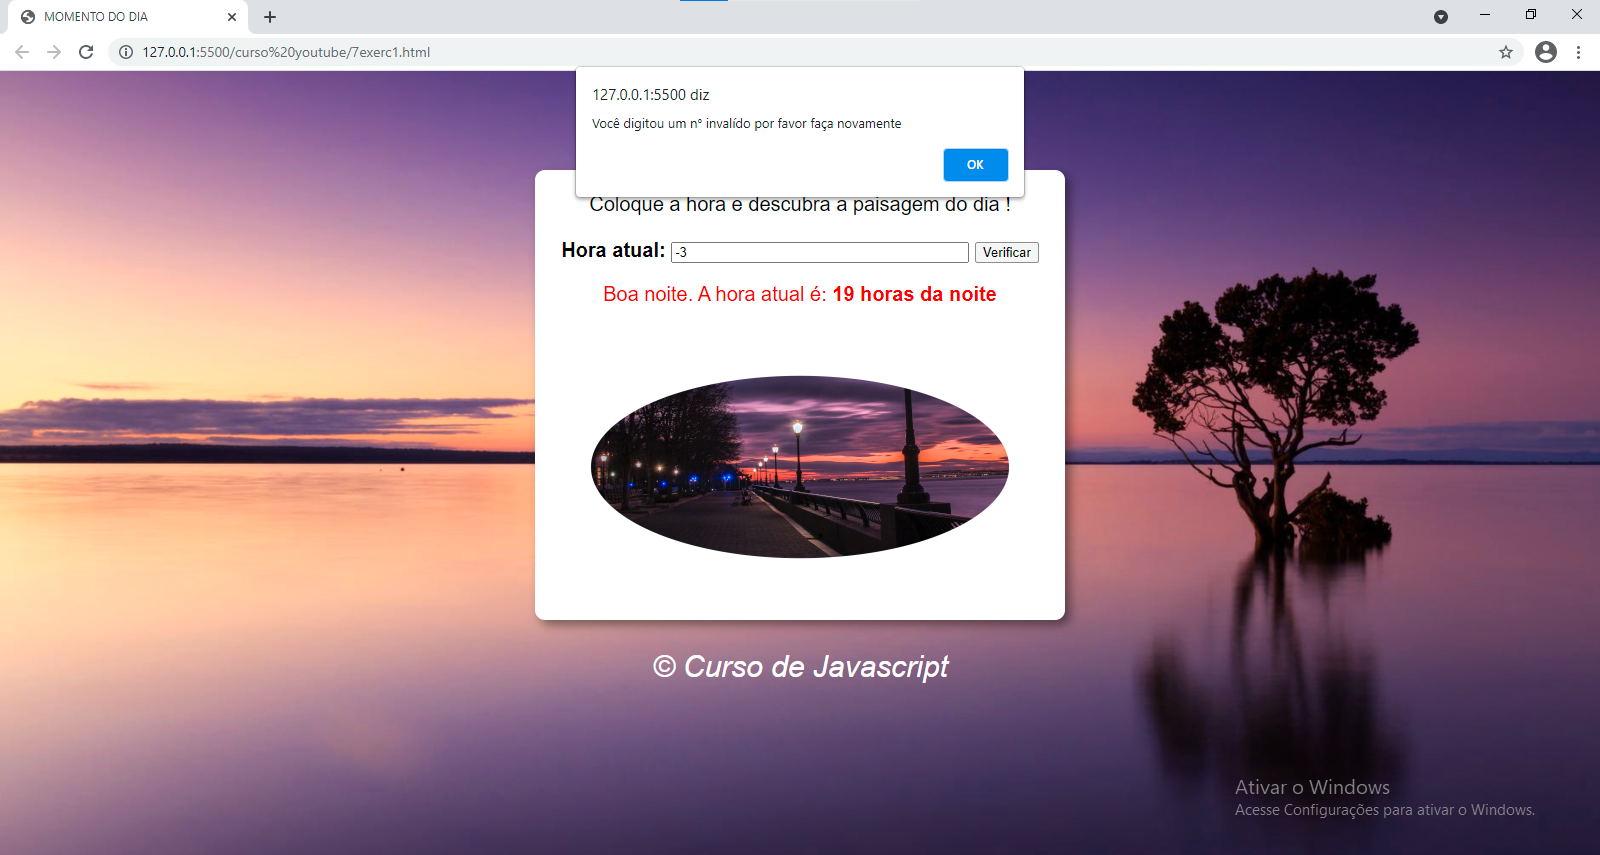 MOMENTO DO DIA
127.0.0.1:5500/curso%20youtube/7exerc1.html
127.0.0.1:5500 diz
Você digitou um nº invalído por favor faça novamente
OK
Coloque a hora e descubra a paisagem do dia !
Hora atual: -3 Verificar
Boa noite. A hora atual é: 19 horas da noite
© Curso de Javascript
Ativar o Windows
Acesse Configurações para ativar o Windows.